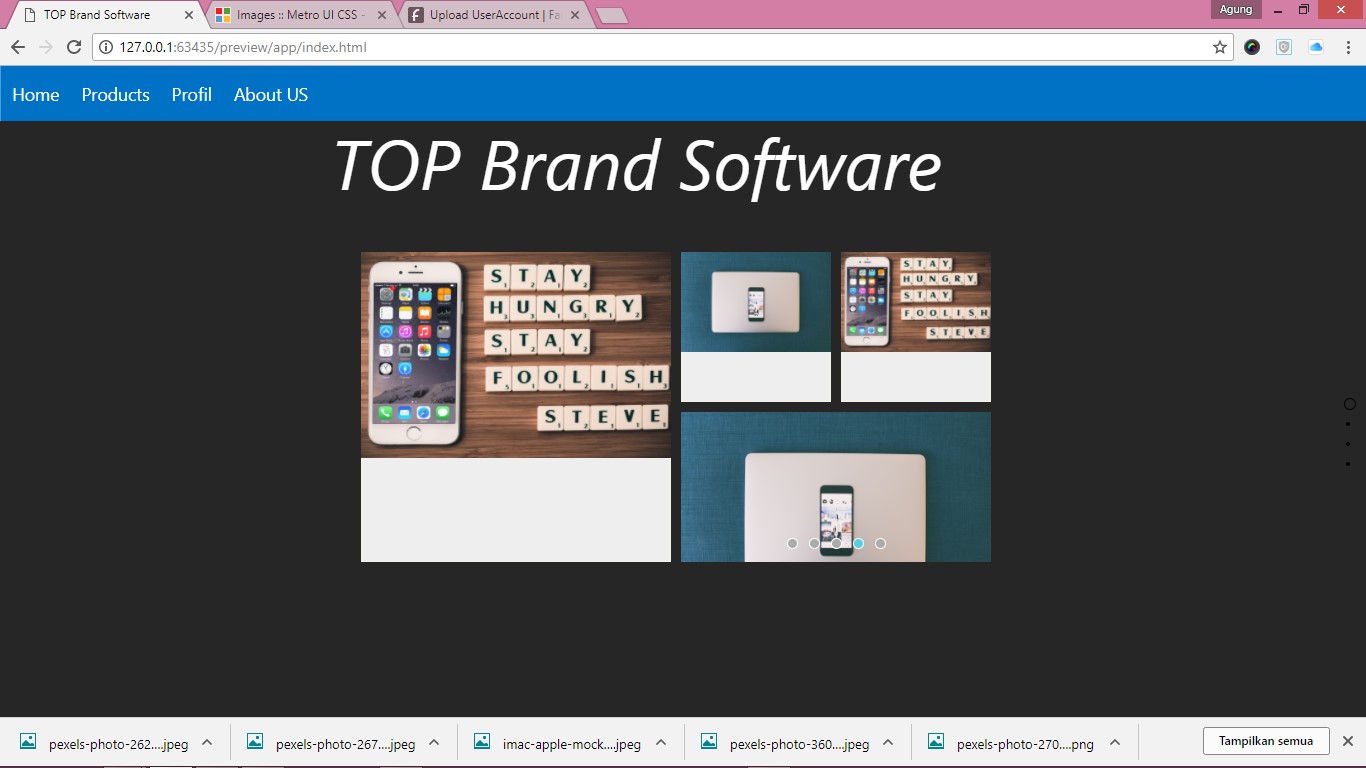 TOP Brand Software
Images :: Metro UI CSS -
Upload UserAccount | Fa
Agung
127.0.0.1:63435/preview/app/index.html
Home
Products
Profil
About US
TOP Brand Software
STAY
HUNGRY
STAY
FOOLISH
STEVE
STAY
HUNGRY
STAY
FOOLISH
STEVE
pexels-photo-262....jpeg
pexels-photo-267....jpeg
imac-apple-mock....jpeg
pexels-photo-360....jpeg
pexels-photo-270....png
Tampilkan semua